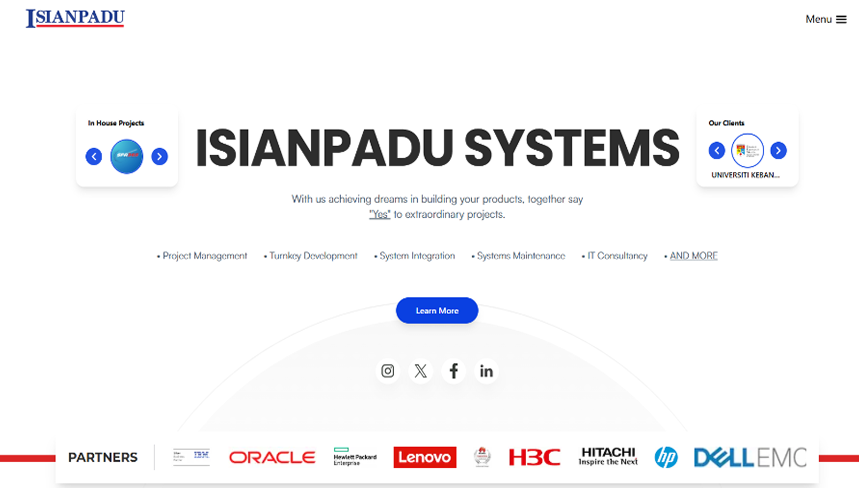 ISIANPADU
Menu
In House Projects
ISIANPADU SYSTEMS
Our Clients
UNIVERSITI KEBAN...
With us achieving dreams in building your products, together say
"Yes" to extraordinary projects.
• Project Management • Turnkey Development • System Integration • Systems Maintenance • IT Consultancy • AND MORE
Learn More
PARTNERS
IBM
ORACLE
Hewlett Packard
Enterprise
Lenovo
H3C
HITACHI
Inspire the Next
hp
DELL EMC